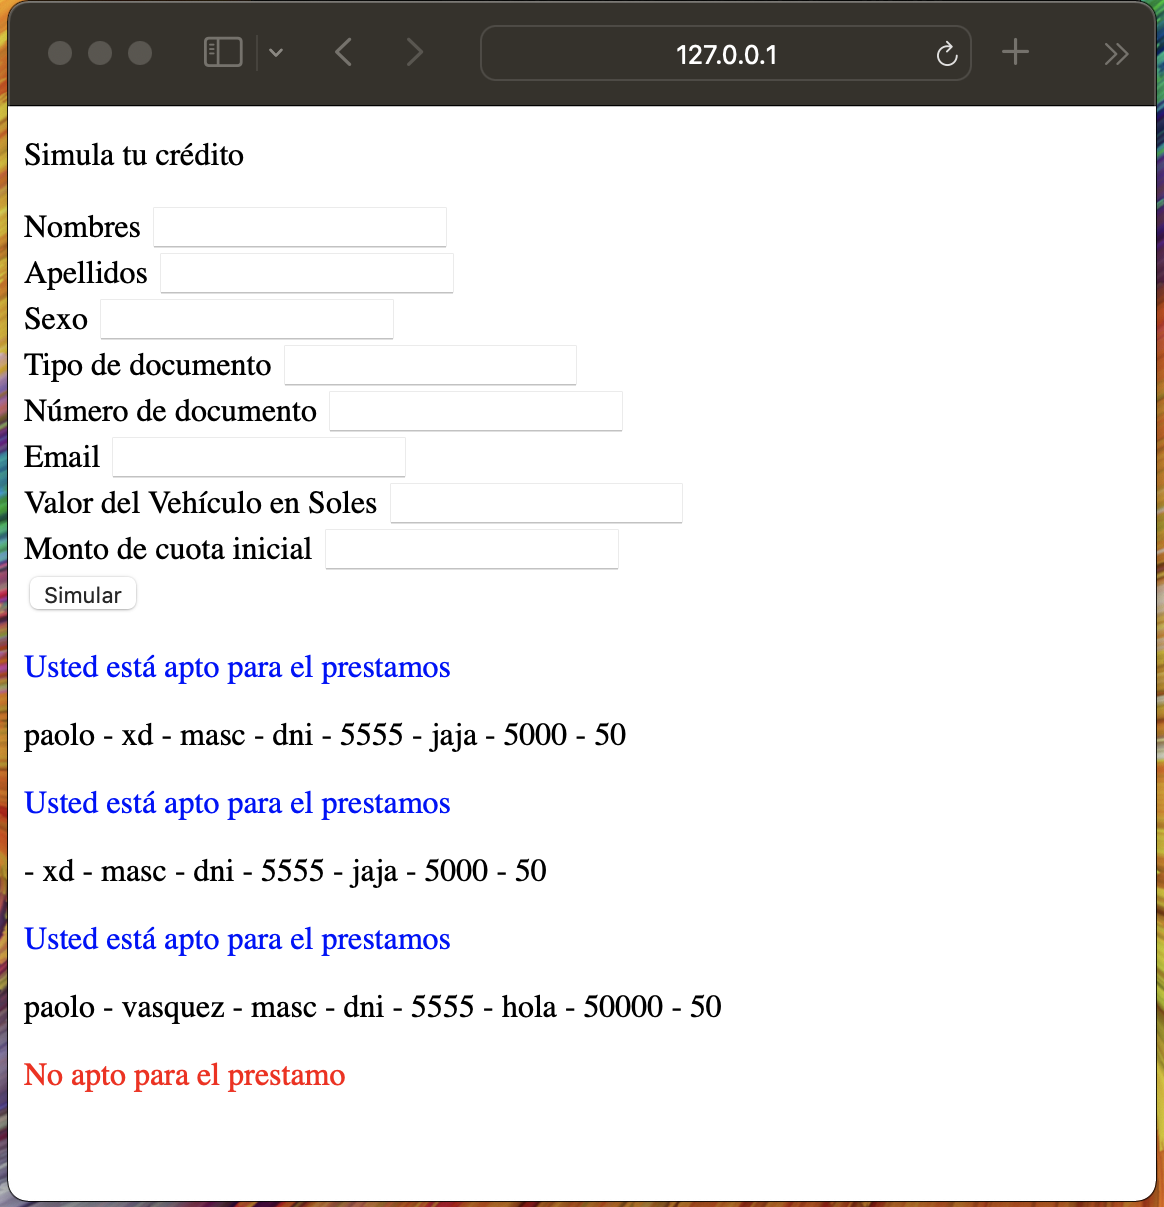 127.0.0.1
Simula tu crédito
Nombres
Apellidos
Sexo
Tipo de documento
Número de documento
Email
Valor del Vehículo en Soles
Monto de cuota inicial
Simular
Usted está apto para el prestamos
paolo - xd - masc - dni - 5555 - jaja - 5000 - 50
Usted está apto para el prestamos
- xd - masc - dni - 5555 - jaja - 5000 - 50
Usted está apto para el prestamos
paolo - vasquez - masc - dni - 5555 - hola - 50000 - 50
No apto para el prestamo